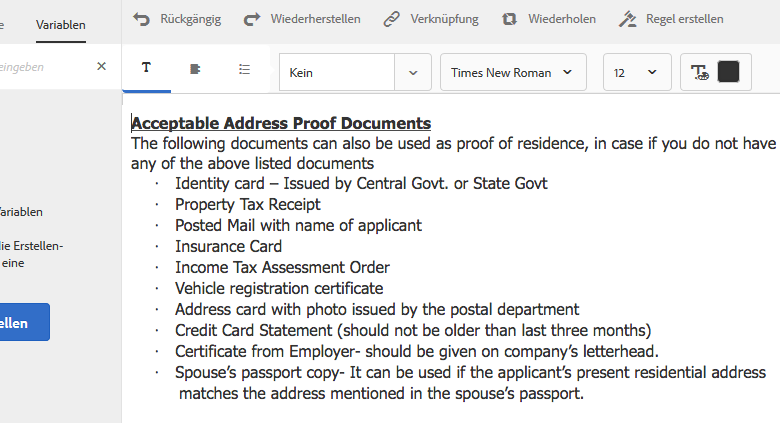 e
Variablen
Rückgängig
Wiederherstellen
Verknüpfung
Wiederholen
Regel erstellen
eingeben
T
Kein
Times New Roman
12
T
Acceptable Address Proof Documents
The following documents can also be used as proof of residence, in case if you do not have
any of the above listed documents
· Identity card – Issued by Central Govt. or State Govt
· Property Tax Receipt
· Posted Mail with name of applicant
· Insurance Card
· Income Tax Assessment Order
· Vehicle registration certificate
· Address card with photo issued by the postal department
· Credit Card Statement (should not be older than last three months)
· Certificate from Employer- should be given on company’s letterhead.
· Spouse’s passport copy- It can be used if the applicant’s present residential address
matches the address mentioned in the spouse’s passport.
ariablen
ie Erstellen-
eine
ellen